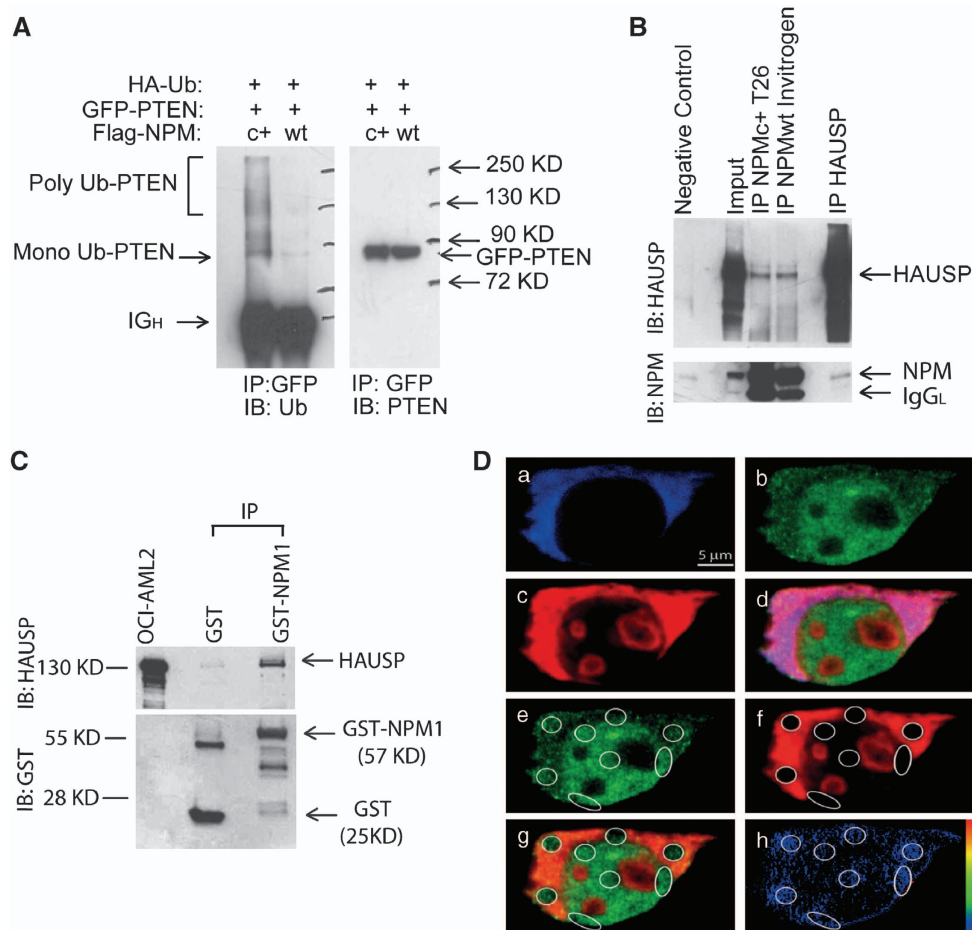 A
HA-Ub: + + + +
GFP-PTEN: + + + +
Flag-NPM: c+ wt c+ wt
Poly Ub-PTEN
Mono Ub-PTEN
IGH
250 KD
130 KD
90 KD
GFP-PTEN
72 KD
IP:GFP
IB: Ub
IP: GFP
IB: PTEN
B
Negative Control
Imput
IP NPMc+ T26
IP NPMwt Invitrogen
IP HAUSP
IB:HAUSP
HAUSP
IB:NPM
NPM
IgGL
C
IP
OCI-AML2
GST
GST-NPM1
IB:HAUSP
130 KD
HAUSP
IB:GST
55 KD
GST-NPM1
(57 KD)
28 KD
GST
(25KD)
D
a
5 μm
b
c
d
e
f
g
h